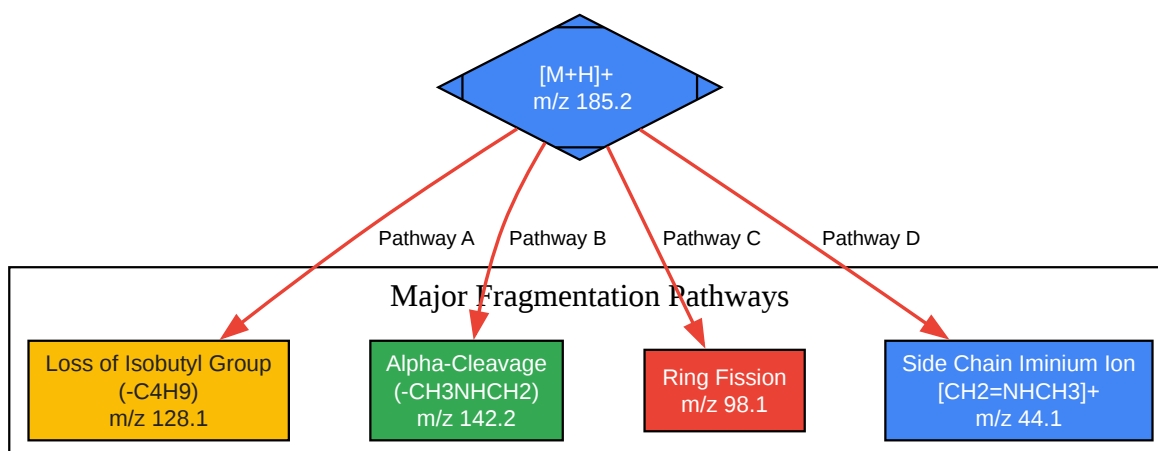 [M+H]+
m/z 185.2
Pathway A
Pathway B
Pathway C
Pathway D
Major Fragmentation Pathways
Loss of Isobutyl Group
(-C4H9)
m/z 128.1
Alpha-Cleavage
(-CH3NHCH2)
m/z 142.2
Ring Fission
m/z 98.1
Side Chain Iminium Ion
[CH2=NHCH3]+
m/z 44.1